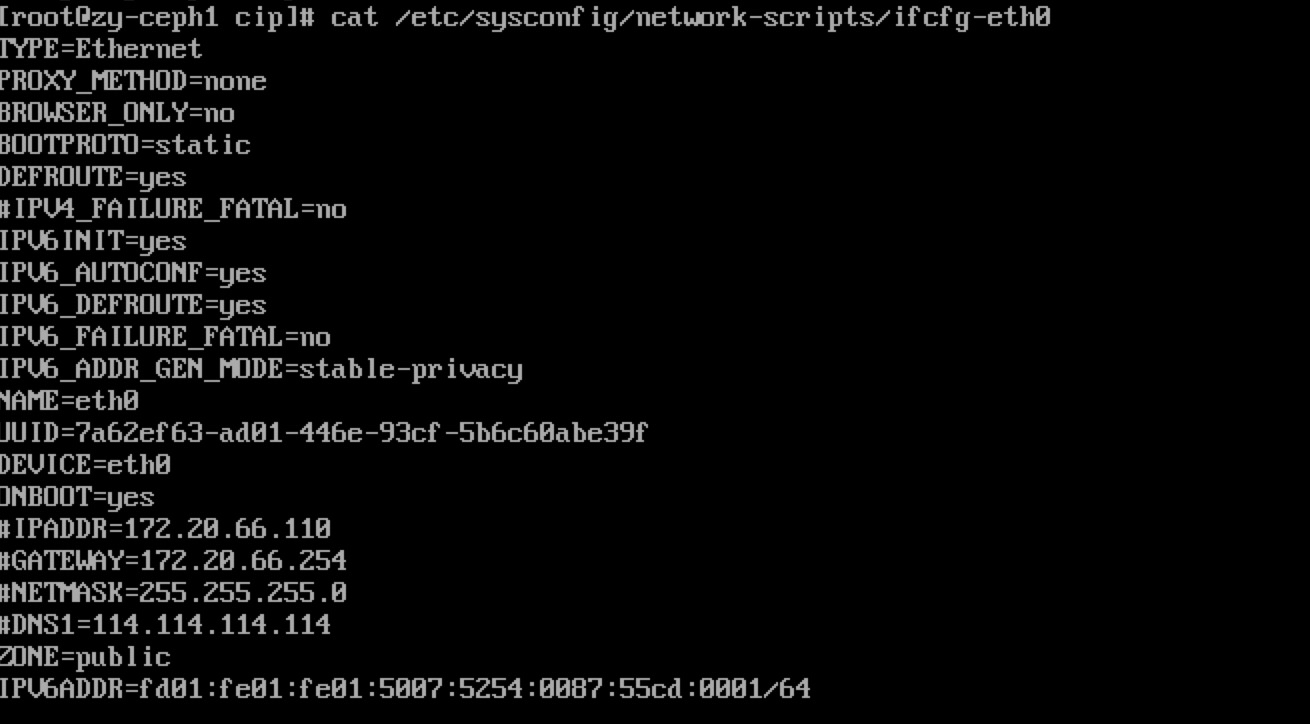 [root@zy-ceph1 cip]# cat /etc/sysconfig/network-scripts/ifcfg-eth0
TYPE=Ethernet
PROXY_METHOD=none
BROWSER_ONLY=no
BOOTPROTO=static
DEFROUTE=yes
#IPV4_FAILURE_FATAL=no
IPV6INIT=yes
IPV6_AUTOCONF=yes
IPV6_DEFROUTE=yes
IPV6_FAILURE_FATAL=no
IPV6_ADDR_GEN_MODE=stable-privacy
NAME=eth0
UUID=7a62ef63-ad01-446e-93cf-5b6c60abe39f
DEVICE=eth0
ONBOOT=yes
#IPADDR=172.20.66.110
#GATEWAY=172.20.66.254
#NETMASK=255.255.255.0
#DNS1=114.114.114.114
ZONE=public
IPV6ADDR=fd01:fe01:fe01:5007:5254:0087:55cd:0001/64